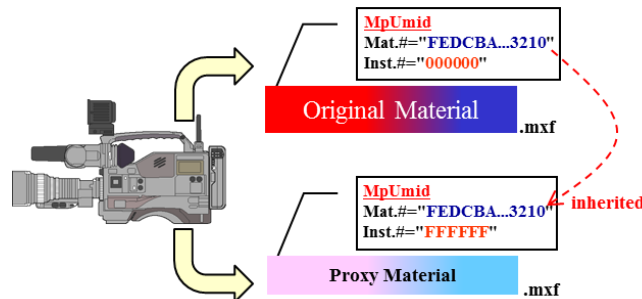 MpUmid
Mat.#="FEDCBA...3210"
Inst.#="000000"
Original Material
.mxf
MpUmid
Mat.#="FEDCBA...3210"
inherited
Inst.#="FFFFFF"
Proxy Material
.mxf